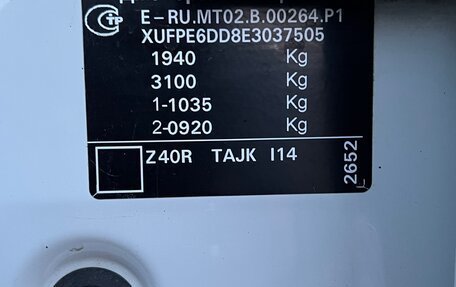 E-RU.MT02.B.00264.P1
XUFPE6DD8E3037505
1940 Kg
3100 Kg
1-1035 Kg
2-0920 Kg
Z40R TAJK I14
2652